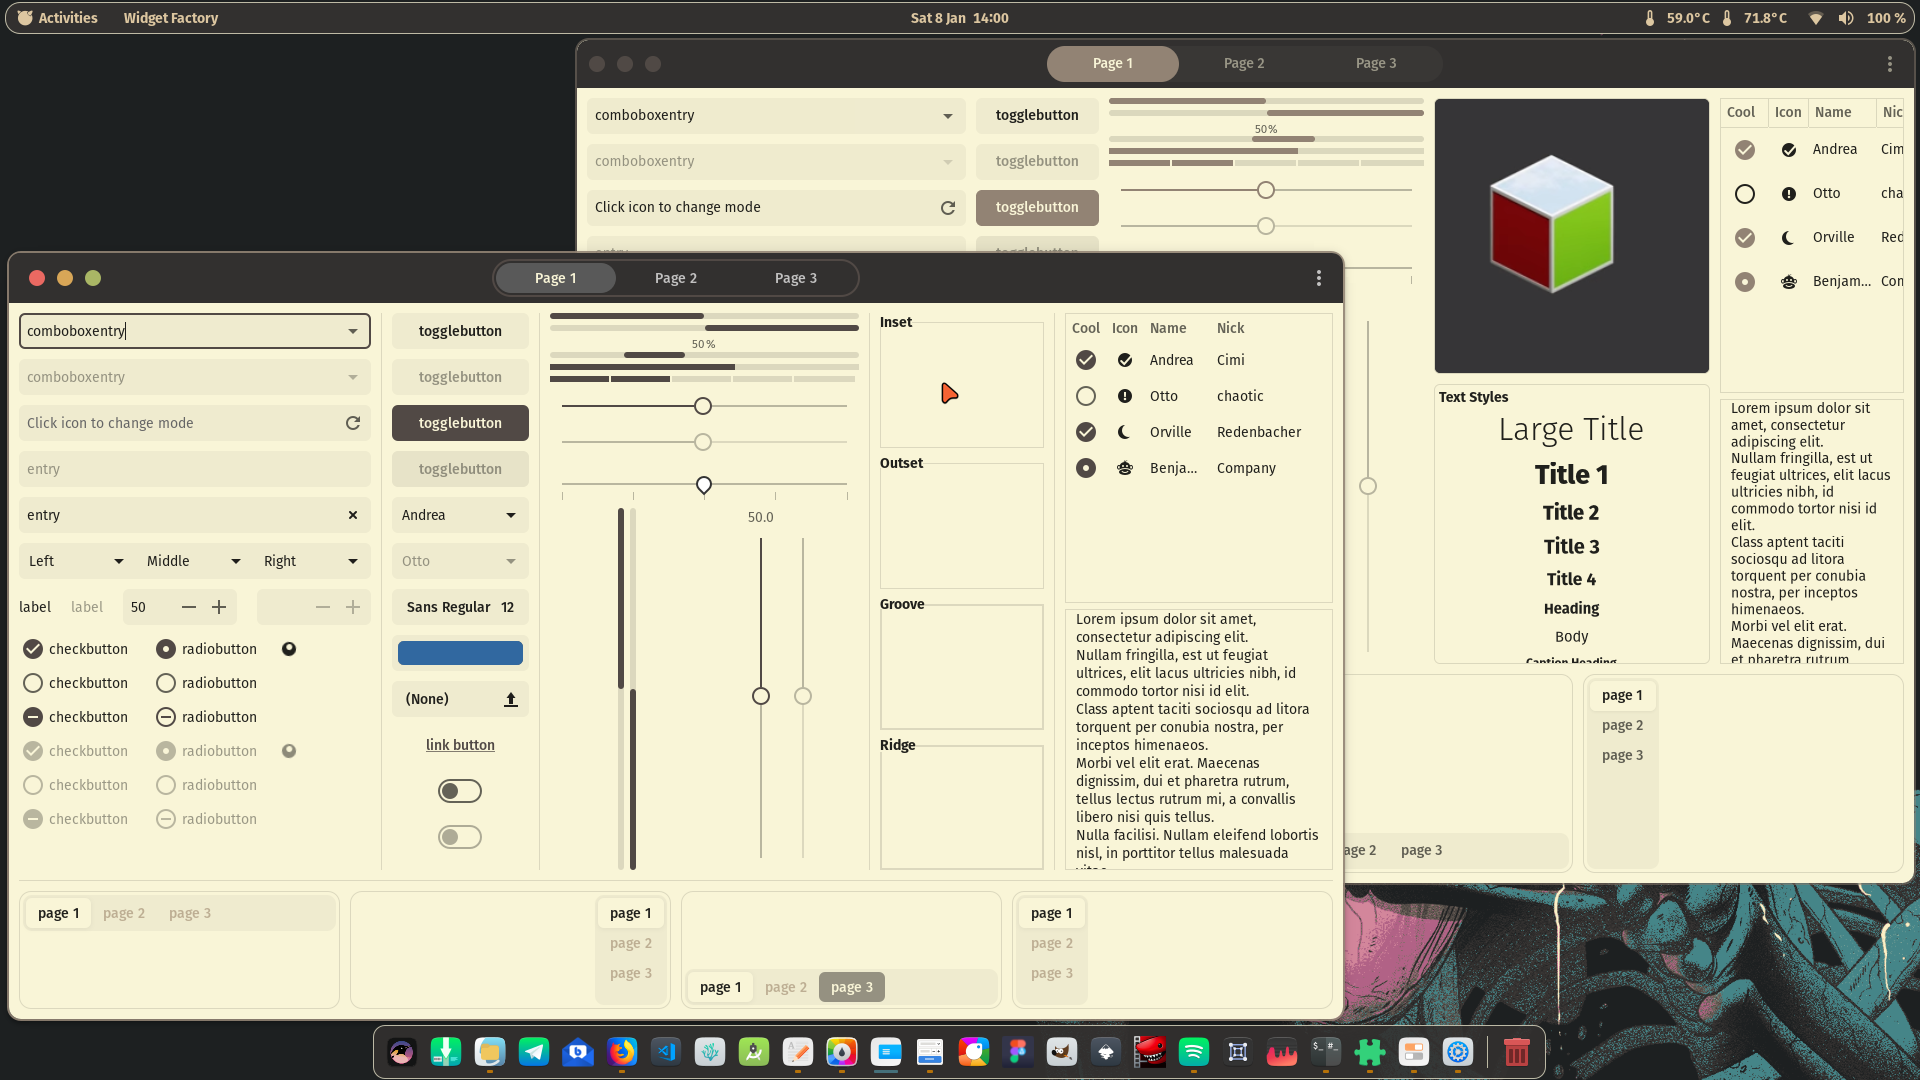 Activities Widget Factory Sat 8 Jan 14:00 59.0°C 71.8°C 100 %
Page 1 Page 2 Page 3
comboboxentry togglebutton
50%
comboboxentry togglebutton
Click icon to change mode togglebutton
entry togglebutton
Cool Icon Name Nic
Andrea Cim
Otto cha
Orville Red
Benjam... Con
Text Styles
Large Title
Title 1
Title 2
Title 3
Title 4
Heading
Body
Caption Heading
Lorem ipsum dolor sit
amet, consectetur
adipiscing elit.
Nullam fringilla, est ut
feugiat ultrices, elit lacus
ultricies nibh, id
commodo tortor nisi id
elit.
Class aptent taciti
sociosqu ad litora
torquent per conubia
nostra, per inceptos
himenaeos.
Morbi vel elit erat.
Maecenas dignissim, dui
et pharetra rutrum
page 1
page 2
page 3
age 2 page 3
Page 1 Page 2 Page 3
comboboxentry
comboboxentry
Click icon to change mode
entry
entry
Left Middle Right
label label 50
checkbutton radiobutton
checkbutton radiobutton
checkbutton radiobutton
checkbutton radiobutton
checkbutton radiobutton
checkbutton radiobutton
togglebutton
togglebutton
togglebutton
togglebutton
Andrea
Otto
Sans Regular 12
(None)
link button
50 %
50.0
Inset
Outset
Groove
Ridge
Cool Icon Name Nick
Andrea Cimi
Otto chaotic
Orville Redenbacher
Benja... Company
Lorem ipsum dolor sit amet,
consectetur adipiscing elit.
Nullam fringilla, est ut feugiat
ultrices, elit lacus ultricies nibh, id
commodo tortor nisi id elit.
Class aptent taciti sociosqu ad litora
torquent per conubia nostra, per
inceptos himenaeos.
Morbi vel elit erat. Maecenas
dignissim, dui et pharetra rutrum,
tellus lectus rutrum mi, a convallis
libero nisi quis tellus.
Nulla facilisi. Nullam eleifend lobortis
nisl, in porttitor tellus malesuada
vitae
page 1 page 2 page 3
page 1
page 2
page 3
page 1 page 2 page 3
page 1
page 2
page 3